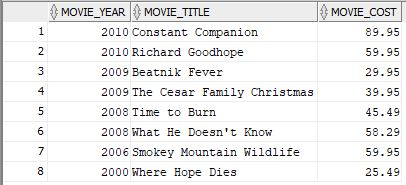 MOVIE_YEAR MOVIE_TITLE MOVIE_COST
1 2010 Constant Companion 89.95
2 2010 Richard Goodhope 59.95
3 2009 Beatnik Fever 29.95
4 2009 The Cesar Family Christmas 39.95
5 2008 Time to Burn 45.49
6 2008 What He Doesn't Know 58.29
7 2006 Smokey Mountain Wildlife 59.95
8 2000 Where Hope Dies 25.49